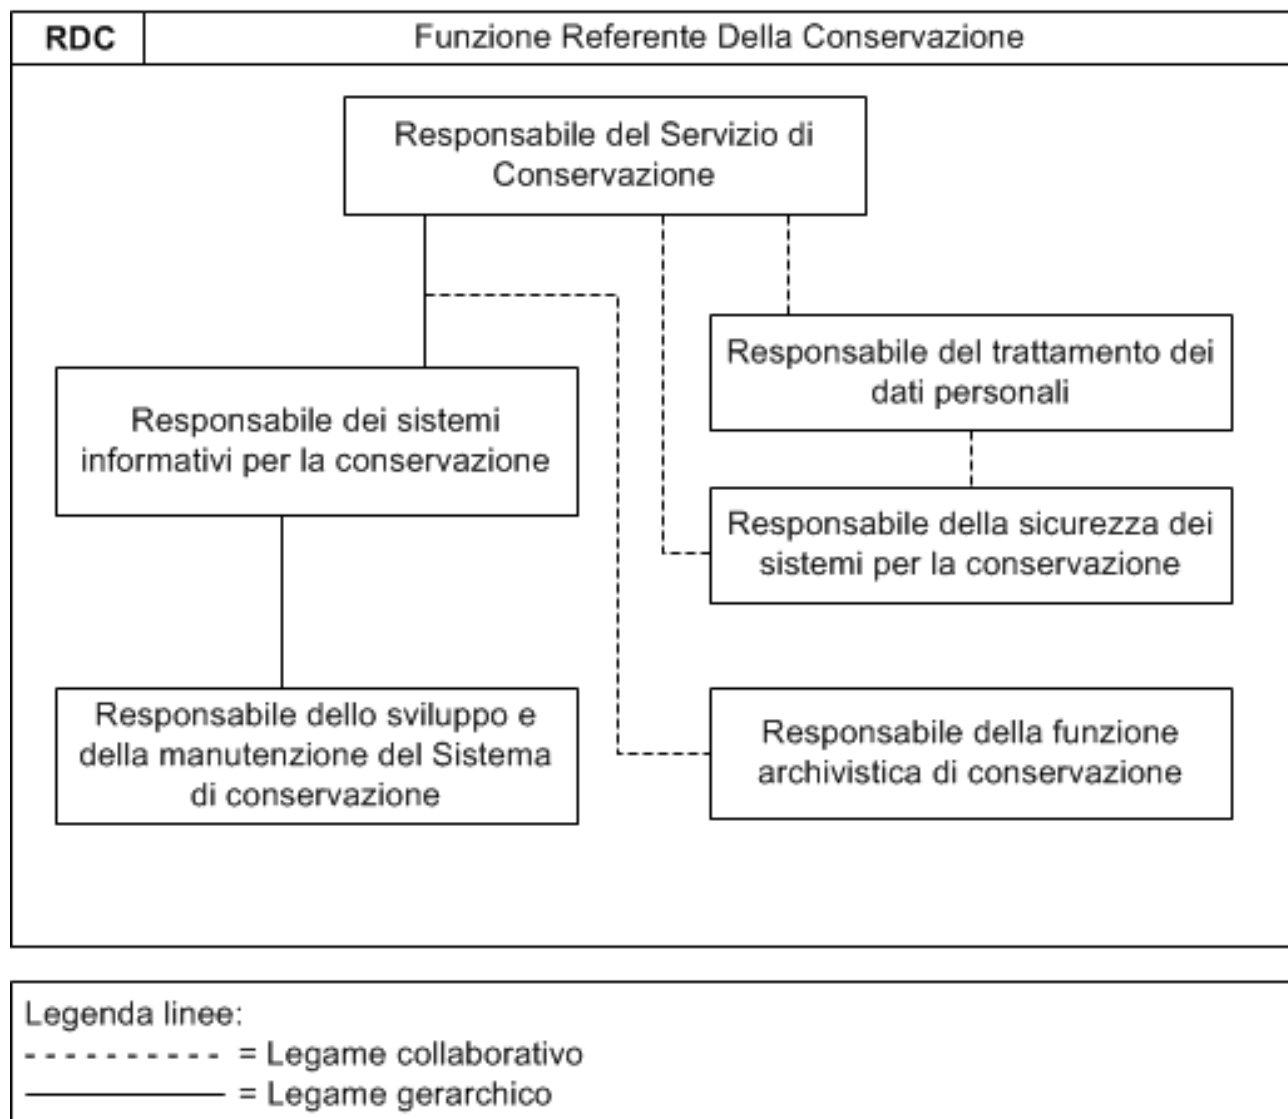 RDC
Funzione Referente Della Conservazione
Responsabile del Servizio di
Conservazione
Responsabile del trattamento dei
dati personali
Responsabile dei sistemi
informativi per la conservazione
Responsabile della sicurezza dei
sistemi per la conservazione
Responsabile dello sviluppo e
della manutenzione del Sistema
di conservazione
Responsabile della funzione
archivistica di conservazione
Legenda linee:
= Legame collaborativo
= Legame gerarchico